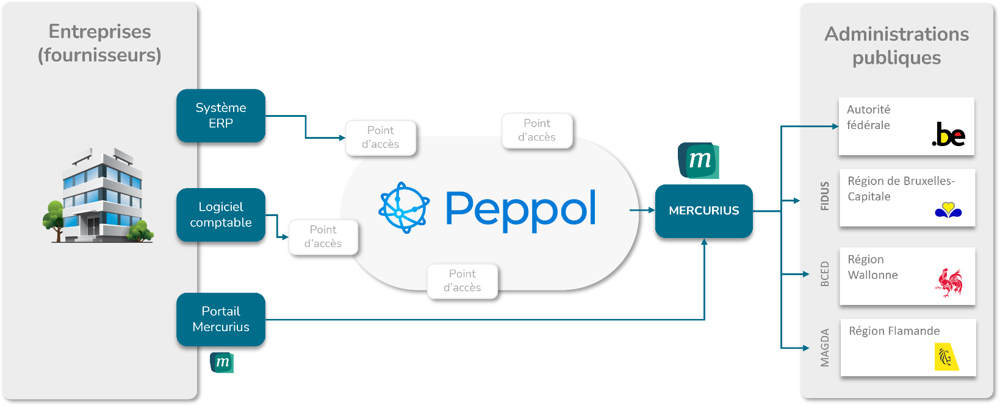 Entreprises
(fournisseurs)
Système
ERP
Logiciel
comptable
Portail
Mercurius
m
Point
d'accès
Point
d'accès
Point
d'accès
Point
d'accès
Peppol
m
MERCURIUS
Administrations
publiques
Autorité
fédérale
.be
FIDUS
Région de Bruxelles-
Capitale
BCED
Région
Wallonne
MAGDA
Région Flamande